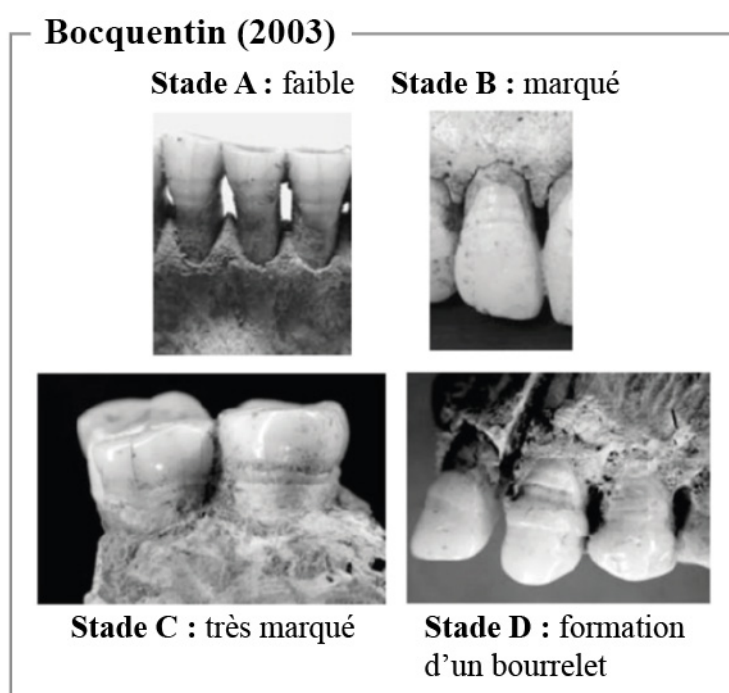 Bocquentin (2003)
Stade A : faible Stade B : marqué
Stade C : très marqué Stade D : formation
d’un bourrelet